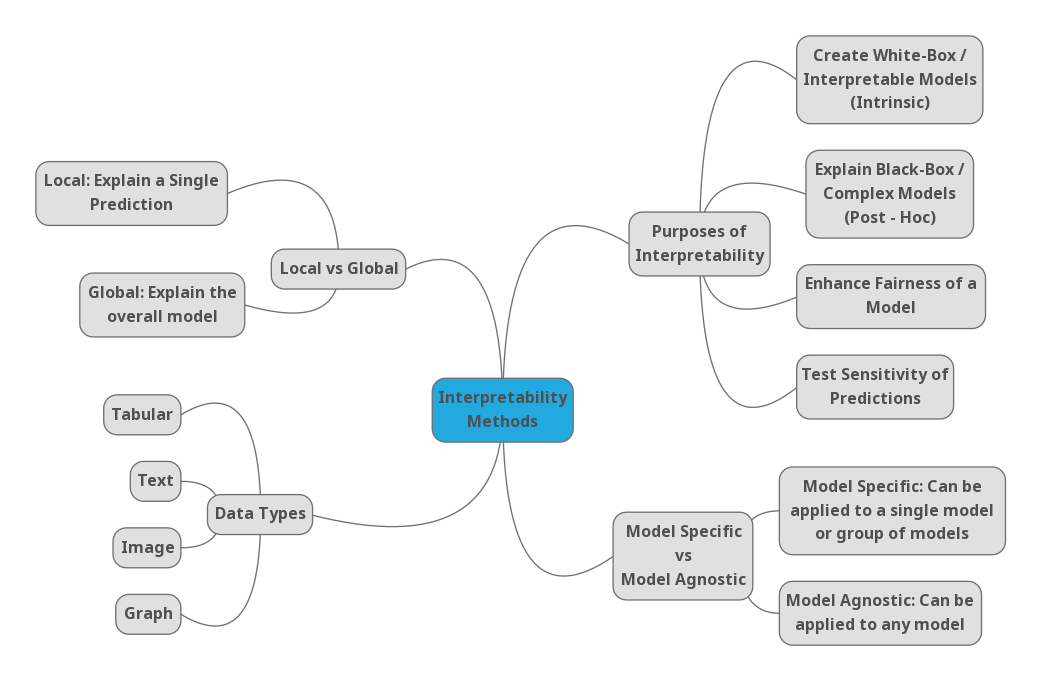 Interpretability
Methods
Local vs Global
Local: Explain a Single
Prediction
Global: Explain the
overall model
Data Types
Tabular
Text
Image
Graph
Purposes of
Interpretability
Create White-Box /
Interpretable Models
(Intrinsic)
Explain Black-Box /
Complex Models
(Post - Hoc)
Enhance Fairness of a
Model
Test Sensitivity of
Predictions
Model Specific
vs
Model Agnostic
Model Specific: Can be
applied to a single model
or group of models
Model Agnostic: Can be
applied to any model